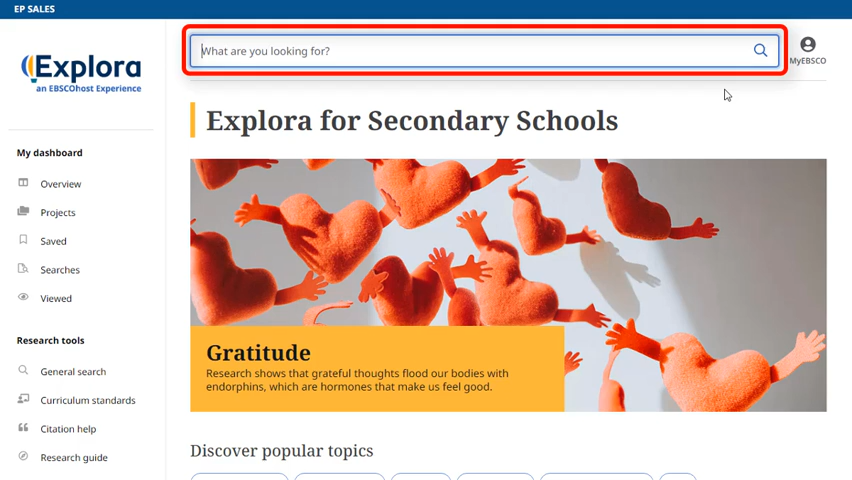 EP SALES
What are you looking for?
MyEBSCO
Explora
an EBSCOhost Experience
Explora for Secondary Schools
My dashboard
Overview
Projects
Saved
Searches
Viewed
Research tools
General search
Curriculum standards
Citation help
Research guide
Gratitude
Research shows that grateful thoughts flood our bodies with
endorphins, which are hormones that make us feel good.
Discover popular topics